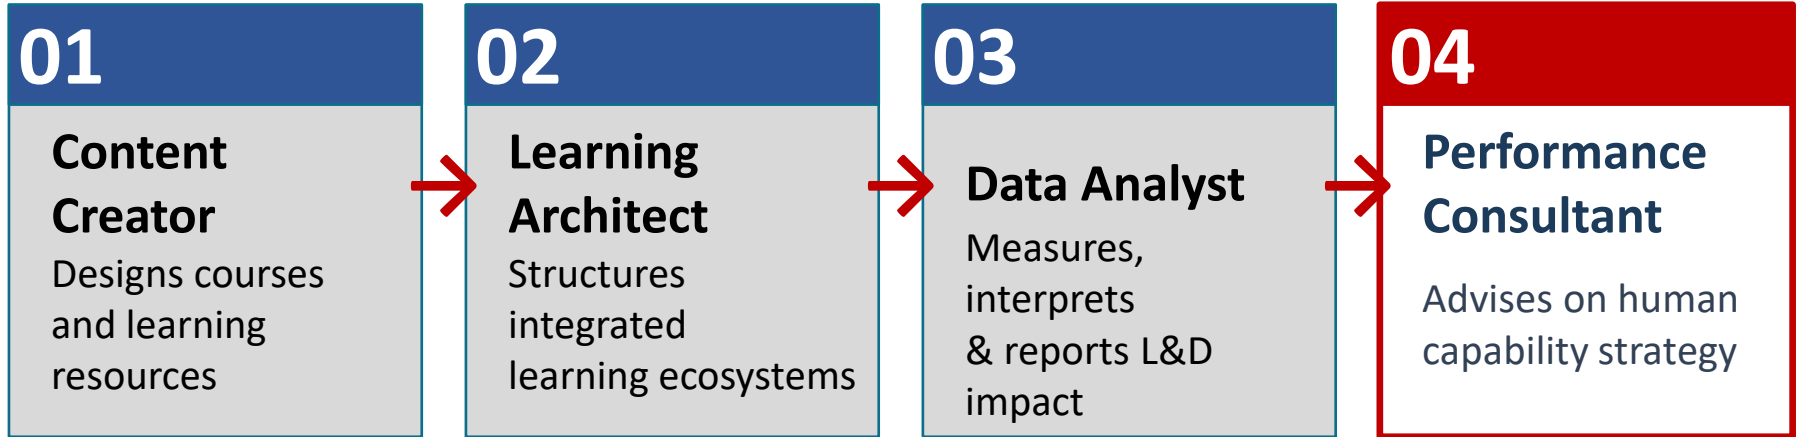 01
Content
Creator
Designs courses
and learning
resources
02
Learning
Architect
Structures
integrated
learning ecosystems
03
Data Analyst
Measures,
interprets
& reports L&D
impact
04
Performance
Consultant
Advises on human
capability strategy